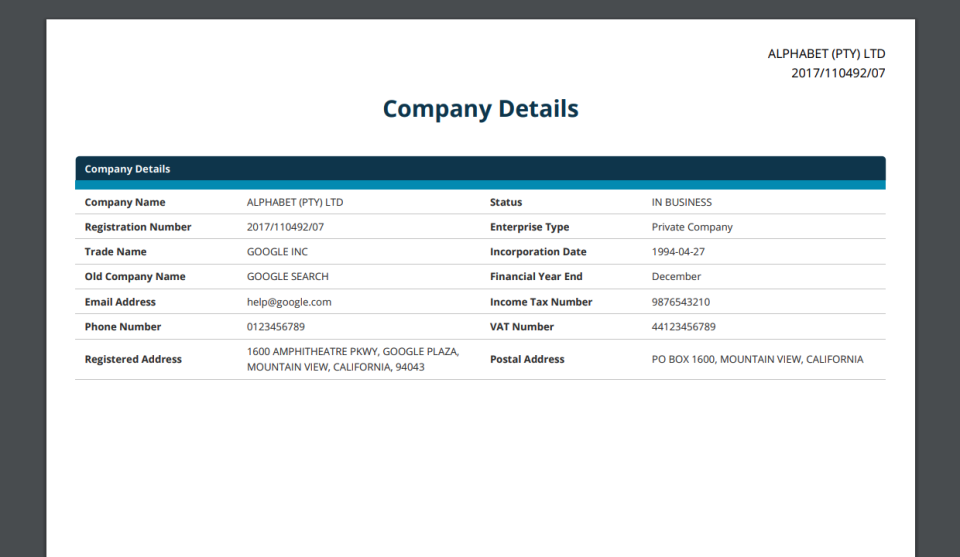 ALPHABET (PTY) LTD
2017/110492/07
Company Details
Company Details
Company Name ALPHABET (PTY) LTD Status IN BUSINESS
Registration Number 2017/110492/07 Enterprise Type Private Company
Trade Name GOOGLE INC Incorporation Date 1994-04-27
Old Company Name GOOGLE SEARCH Financial Year End December
Email Address help@google.com Income Tax Number 9876543210
Phone Number 0123456789 VAT Number 44123456789
Registered Address 1600 AMPHITHEATRE PKWY, GOOGLE PLAZA,
MOUNTAIN VIEW, CALIFORNIA, 94043
Postal Address PO BOX 1600, MOUNTAIN VIEW, CALIFORNIA